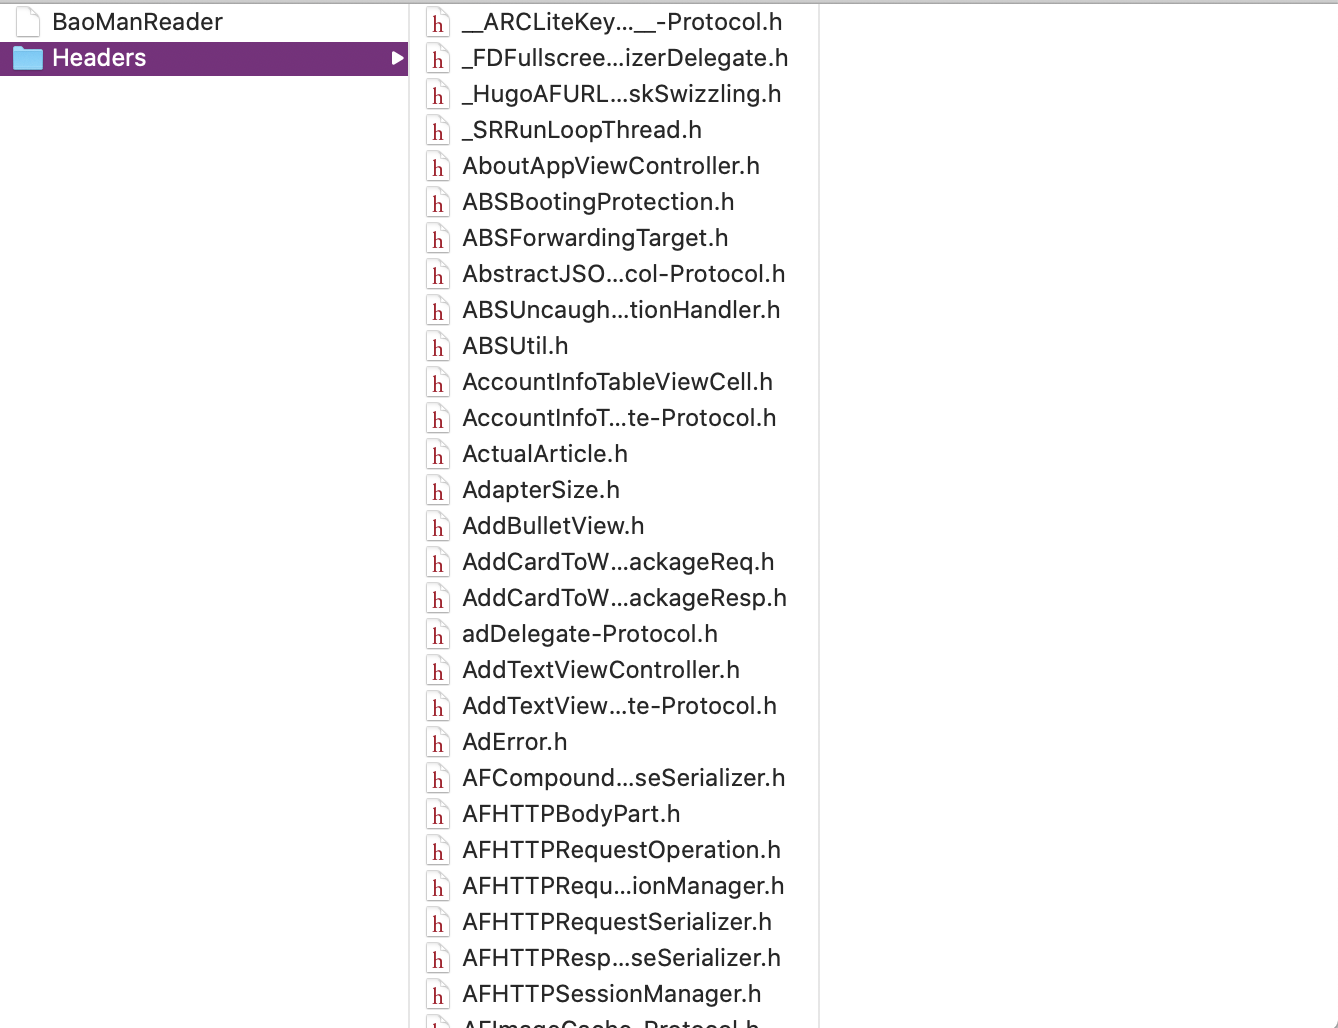 BaoManReader
Headers
__ARCLiteKey...__-Protocol.h
_FDFullscree...izerDelegate.h
_HugoAFURL...skSwizzling.h
_SRRunLoopThread.h
AboutAppViewController.h
ABSBootingProtection.h
ABSForwardingTarget.h
AbstractJSO...col-Protocol.h
ABSUncaugh...tionHandler.h
ABSUtil.h
AccountInfoTableViewCell.h
AccountInfoT...te-Protocol.h
ActualArticle.h
AdapterSize.h
AddBulletView.h
AddCardToW...ackageReq.h
AddCardToW...ackageResp.h
adDelegate-Protocol.h
AddTextViewController.h
AddTextView...te-Protocol.h
AdError.h
AFCompound...seSerializer.h
AFHTTPBodyPart.h
AFHTTPRequestOperation.h
AFHTTPRequ...ionManager.h
AFHTTPRequestSerializer.h
AFHTTPResp...seSerializer.h
AFHTTPSessionManager.h
AFImageCache-Protocol.h